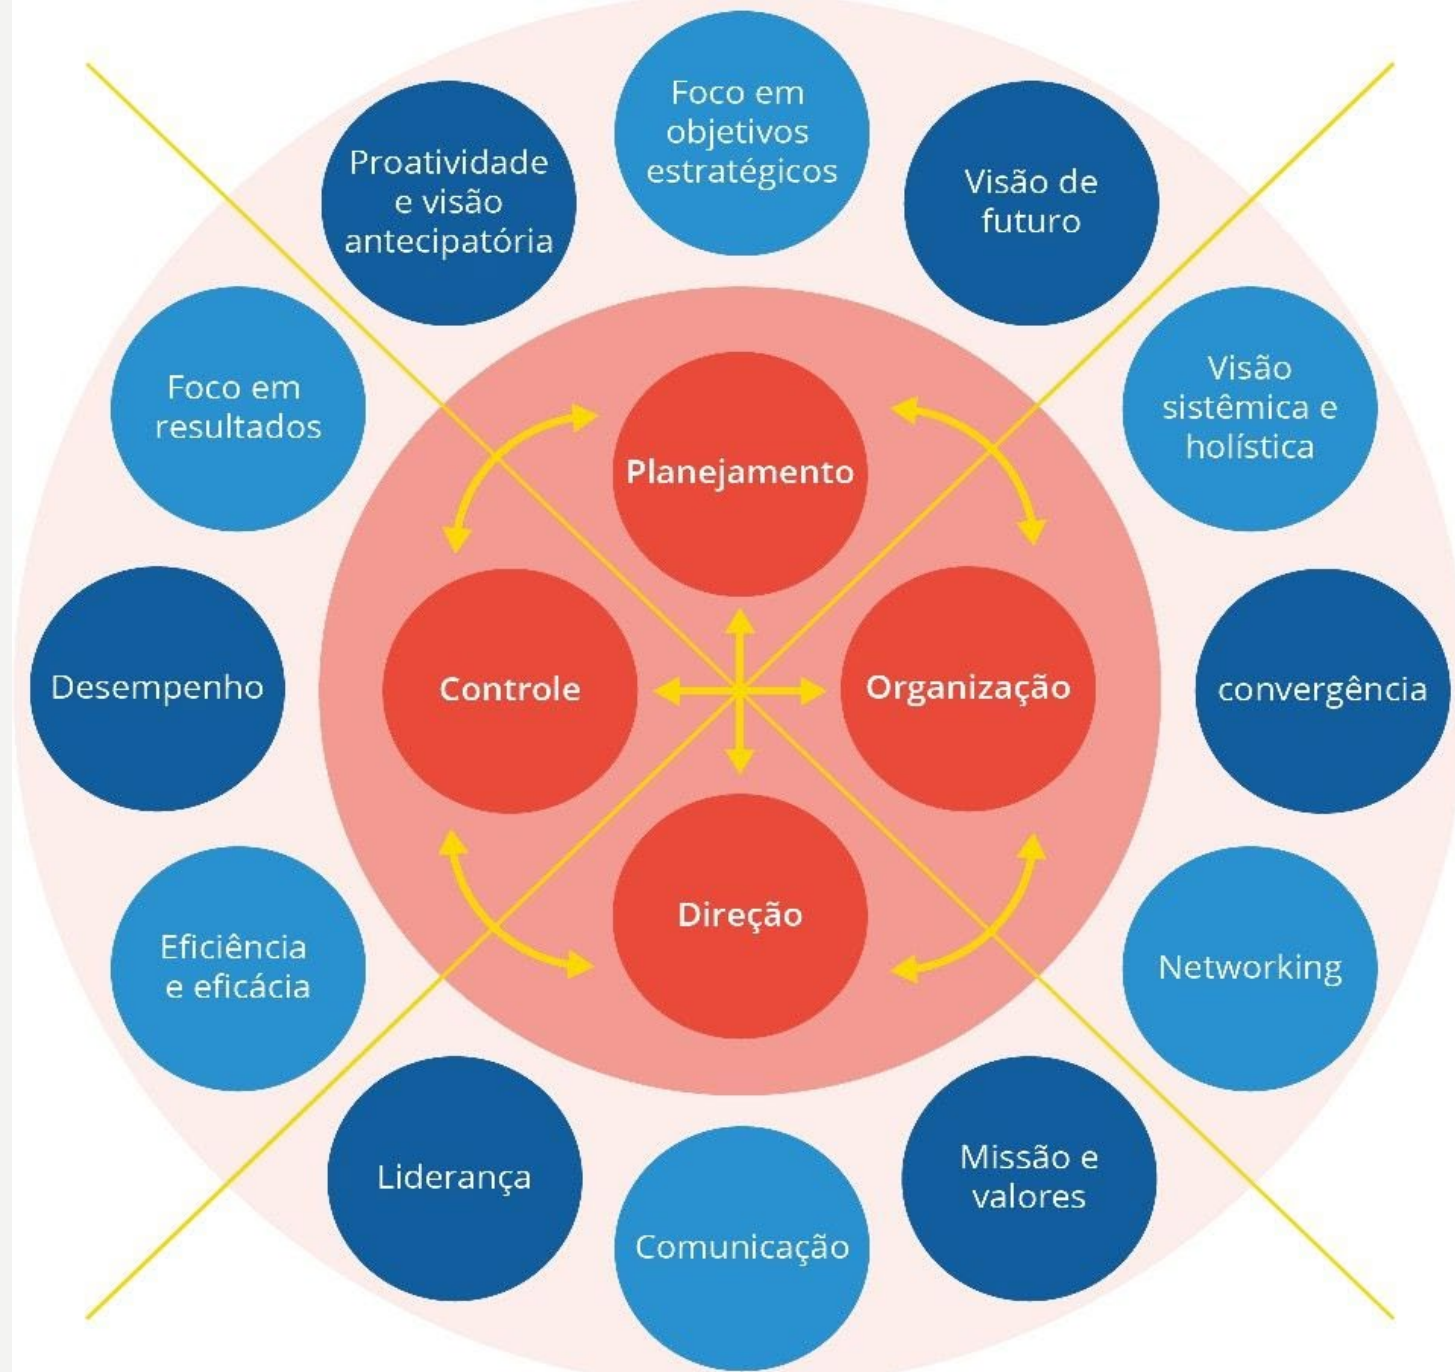 Foco em
objetivos
estratégicos
Proatividade
e visão
antecipatória
Visão de
futuro
Foco em
resultados
Visão
sistêmica e
holística
Planejamento
Desempenho
Controle
Organização
convergência
Direção
Eficiência
e eficácia
Networking
Liderança
Missão e
valores
Comunicação